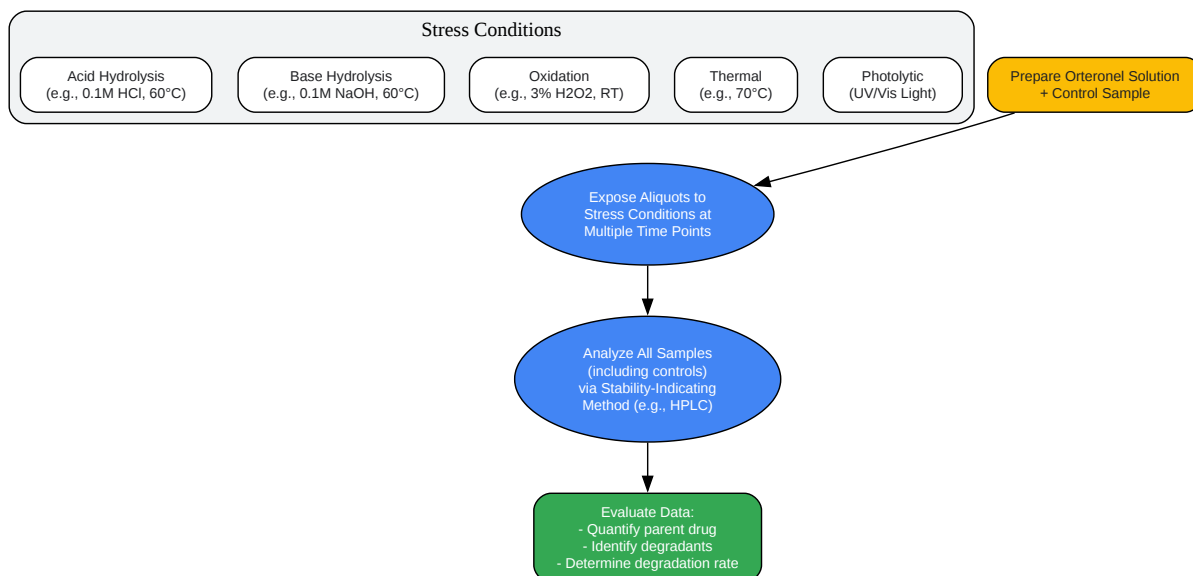 Stress Conditions
Acid Hydrolysis
(e.g., 0.1M HCl, 60°C)
Base Hydrolysis
(e.g., 0.1M NaOH, 60°C)
Oxidation
(e.g., 3% H2O2, RT)
Thermal
(e.g., 70°C)
Photolytic
(UV/Vis Light)
Prepare Orteronel Solution
+ Control Sample
Expose Aliquots to
Stress Conditions at
Multiple Time Points
Analyze All Samples
(including controls)
via Stability-Indicating
Method (e.g., HPLC)
Evaluate Data:
- Quantify parent drug
- Identify degradants
- Determine degradation rate